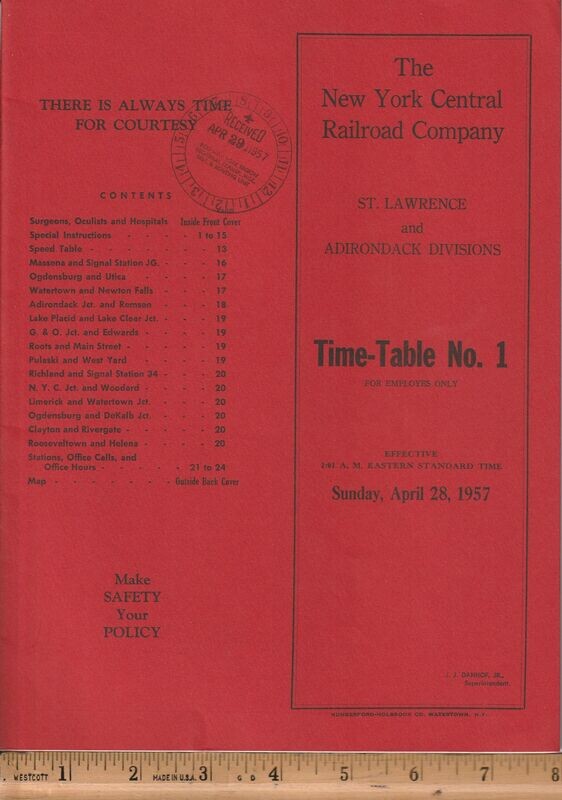 THERE IS ALWAYS TIME
FOR COURTESY
RECEIVED
APR 29 1957
CONTENTS
Surgeons, Oculists and Hospitals Inside Front Cover
Special Instructions - - - - - 1 to 15
Speed Table - - - - - - - 13
Massena and Signal Station JG. - - - 16
Ogdensburg and Utica - - - - 17
Watertown and Newton Falls - - - - 17
Adirondack Jct. and Remsen - - - - 18
Lake Placid and Lake Clear Jct. - - - 19
G. & O. Jct. and Edwards - - - - 19
Roots and Main Street - - - - - 19
Pulaski and West Yard - - - - 19
Richland and Signal Station 34 - - - - 20
N. Y. C. Jct. and Woodard - - - - 20
Limerick and Watertown Jct. - - - 20
Ogdensburg and DeKalb Jct. - - - - 20
Clayton and Rivergate - - - - - 20
Rooseveltown and Helena - - - - 20
Stations, Office Calls, and
Office Hours - - - - - 21 to 24
Map - - - - - - - Outside Back Cover
Make
SAFETY
Your
POLICY
The
New York Central
Railroad Company
ST. LAWRENCE
and
ADIRONDACK DIVISIONS
Time-Table No. 1
FOR EMPLOYES ONLY
EFFECTIVE
2:01 A. M. EASTERN STANDARD TIME
Sunday, April 28, 1957
J. J. DANHOF, JR.,
Superintendent.
HUNGERFORD-HOLBROOK CO. WATERTOWN, N.Y.
WESTCOTT 1 2 MADE IN U.S.A. 3 4 5 6 7 8